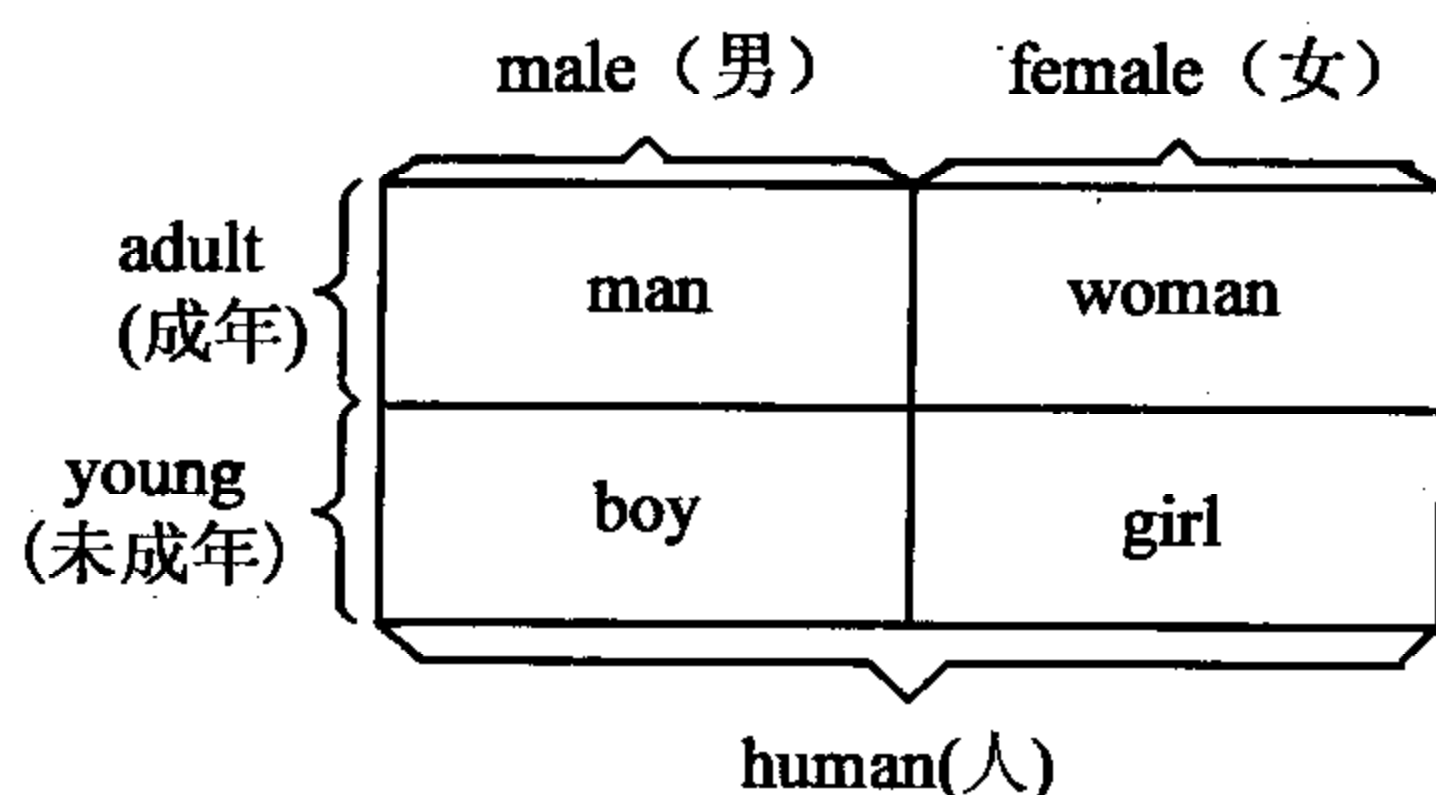 male（男） female（女）
adult
(成年)
man woman
young
(未成年)
boy girl
human(人)